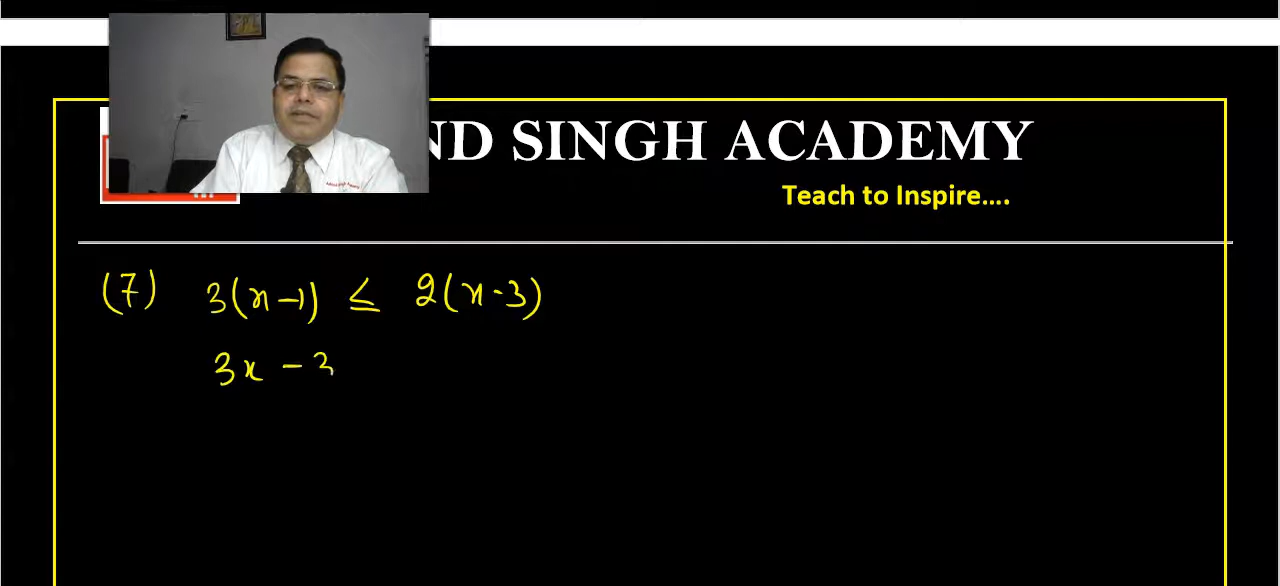 ND SINGH ACADEMY
Teach to Inspire....
(7) 3(x-1) ≤ 2(x-3)
3x - 3